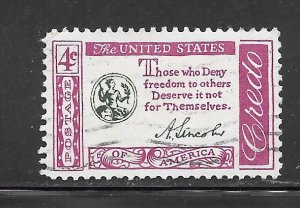 4c
The UNITED STATES
POSTAGE
Those who Deny
freedom to others
Deserve it not
for Themselves.
A. Lincoln
Credo
OF AMERICA